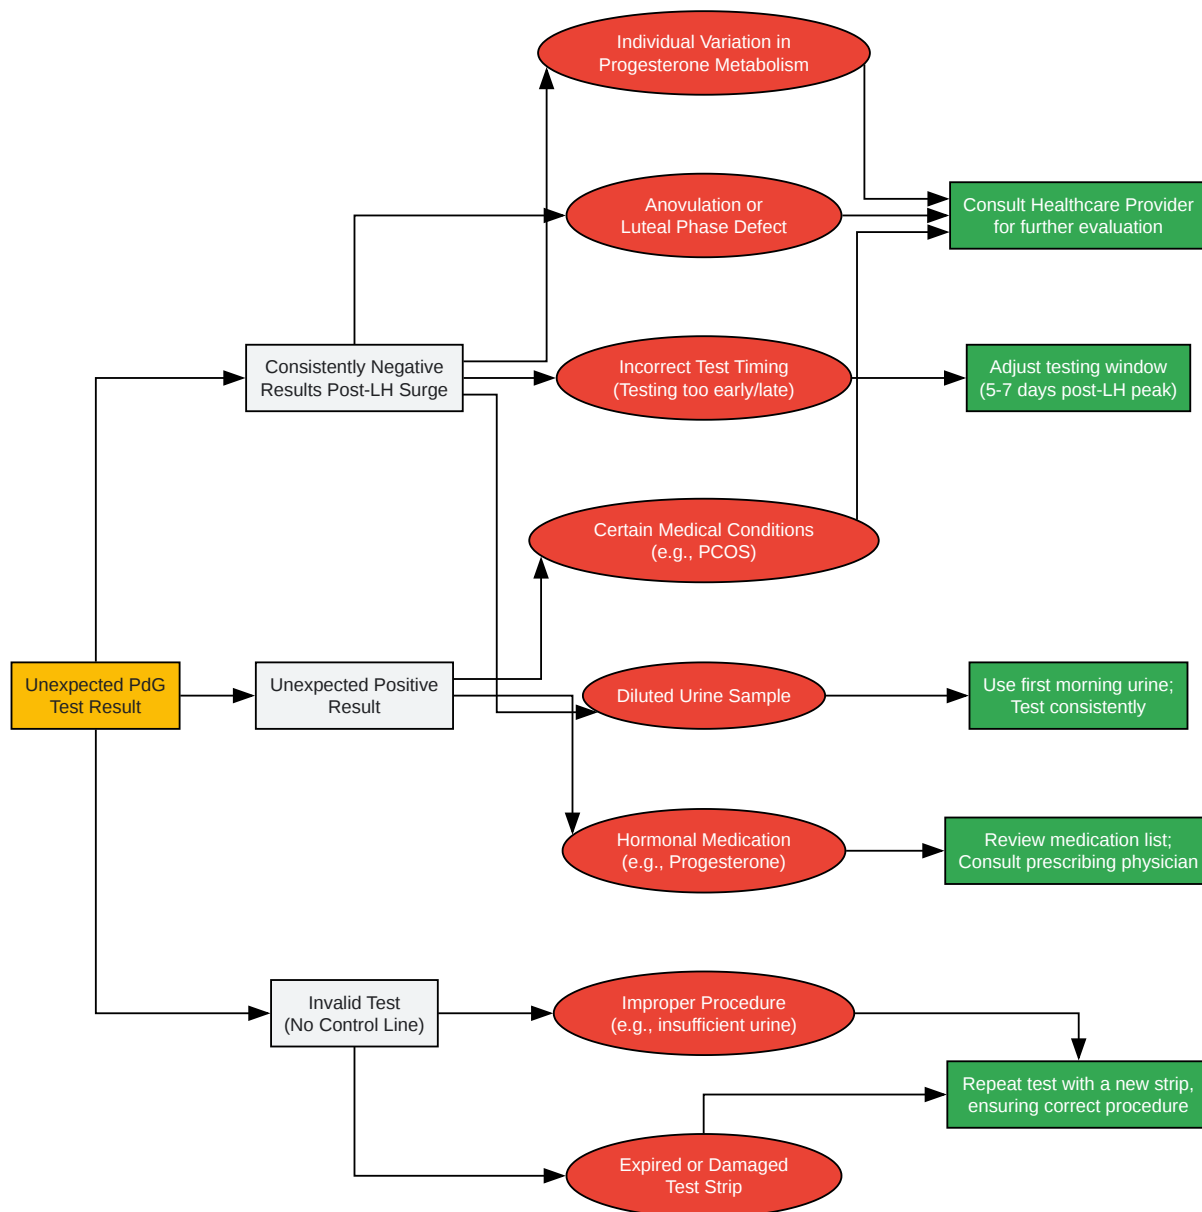 Individual Variation in
Progesterone Metabolism
Anovulation or
Luteal Phase Defect
Consult Healthcare Provider
for further evaluation
Consistently Negative
Results Post-LH Surge
Incorrect Test Timing
(Testing too early/late)
Adjust testing window
(5-7 days post-LH peak)
Certain Medical Conditions
(e.g., PCOS)
Unexpected PdG
Test Result
Unexpected Positive
Result
Diluted Urine Sample
Use first morning urine;
Test consistently
Hormonal Medication
(e.g., Progesterone)
Review medication list;
Consult prescribing physician
Invalid Test
(No Control Line)
Improper Procedure
(e.g., insufficient urine)
Repeat test with a new strip,
ensuring correct procedure
Expired or Damaged
Test Strip